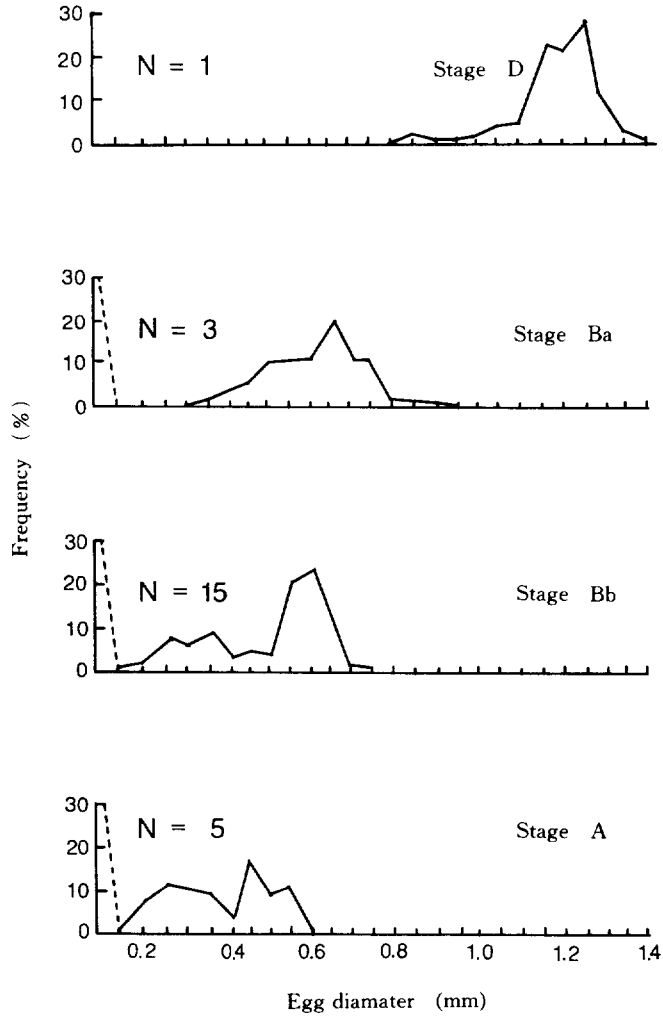 30
20
10
0
N = 1
Stage D
30
20
10
0
N = 3
Stage Ba
Frequency (%)
30
20
10
0
N = 15
Stage Bb
30
20
10
0
N = 5
Stage A
0.2 0.4 0.6 0.8 1.0 1.2 1.4
Egg diamater (mm)